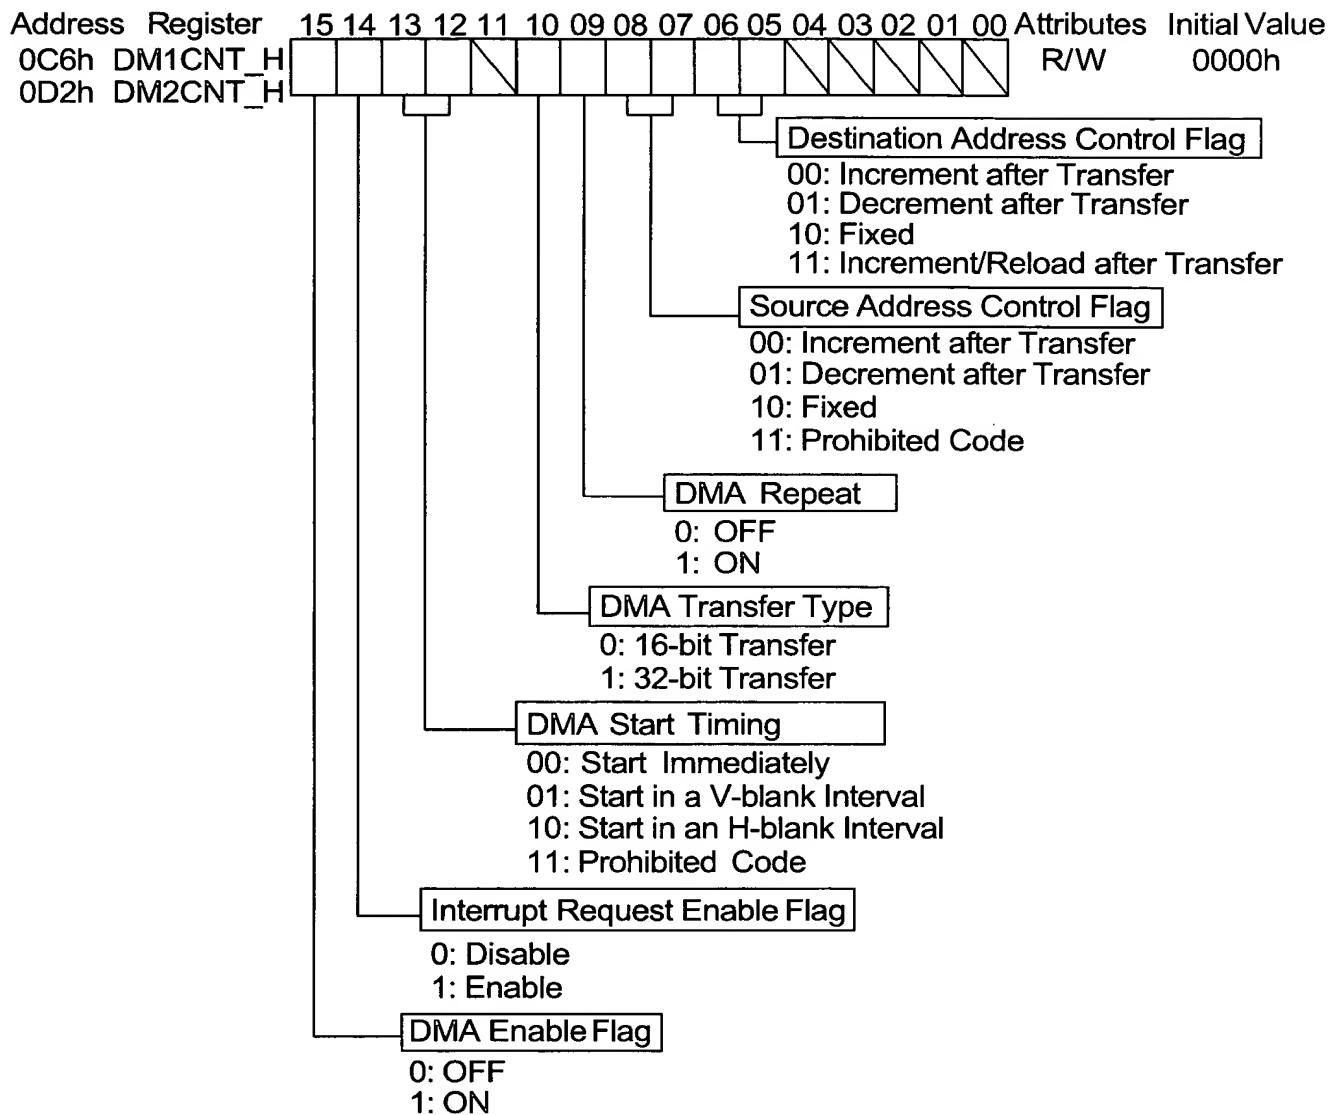 Address Register 15 14 13 12 11 10 09 08 07 06 05 04 03 02 01 00 Attributes Initial Value
0C6h DM1CNT_H R/W 0000h
0D2h DM2CNT_H
Destination Address Control Flag
00: Increment after Transfer
01: Decrement after Transfer
10: Fixed
11: Increment/Reload after Transfer
Source Address Control Flag
00: Increment after Transfer
01: Decrement after Transfer
10: Fixed
11: Prohibited Code
DMA Repeat
0: OFF
1: ON
DMA Transfer Type
0: 16-bit Transfer
1: 32-bit Transfer
DMA Start Timing
00: Start Immediately
01: Start in a V-blank Interval
10: Start in an H-blank Interval
11: Prohibited Code
Interrupt Request Enable Flag
0: Disable
1: Enable
DMA Enable Flag
0: OFF
1: ON